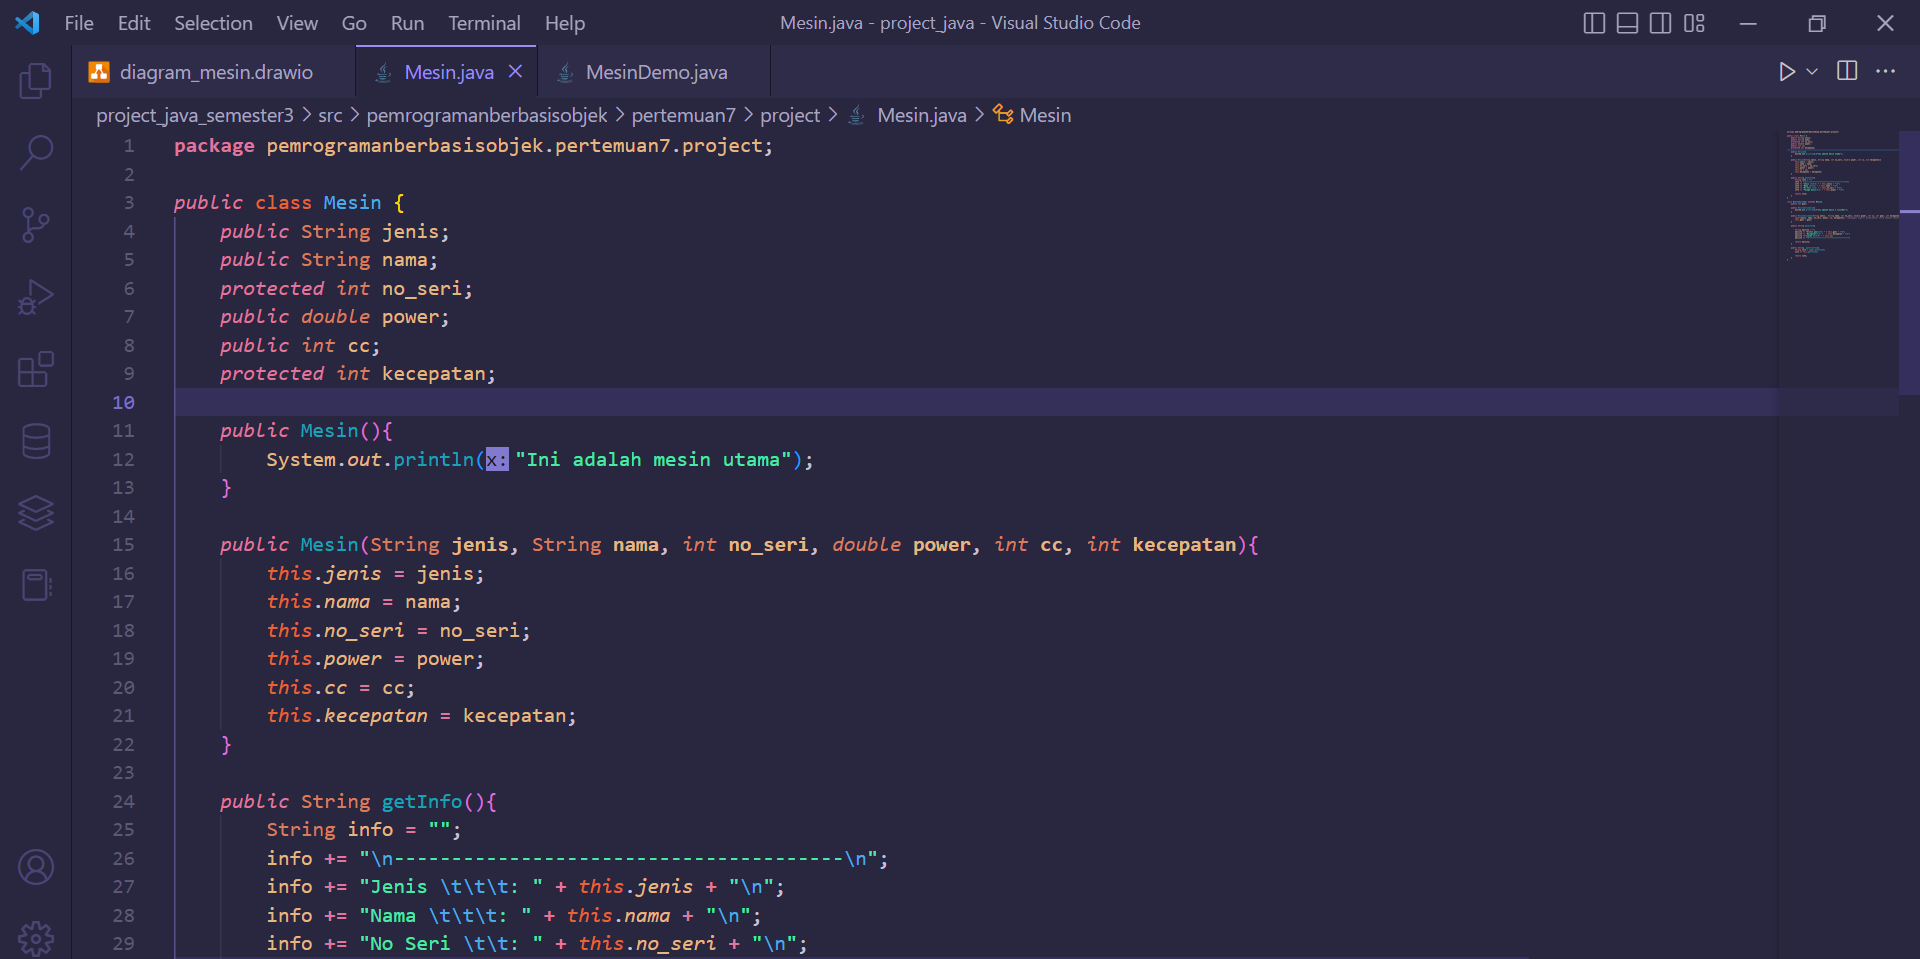 File Edit Selection View Go Run Terminal Help Mesin.java - project_java - Visual Studio Code
diagram_mesin.drawio Mesin.java MesinDemo.java
project_java_semester3 > src > pemrogramanberbasisobjek > pertemuan7 > project > Mesin.java > Mesin
1 package pemrogramanberbasisobjek.pertemuan7.project;
2
3 public class Mesin {
4 public String jenis;
5 public String nama;
6 protected int no_seri;
7 public double power;
8 public int cc;
9 protected int kecepatan;
10
11 public Mesin(){
12 System.out.println(x: "Ini adalah mesin utama");
13 }
14
15 public Mesin(String jenis, String nama, int no_seri, double power, int cc, int kecepatan){
16 this.jenis = jenis;
17 this.nama = nama;
18 this.no_seri = no_seri;
19 this.power = power;
20 this.cc = cc;
21 this.kecepatan = kecepatan;
22 }
23
24 public String getInfo(){
25 String info = "";
26 info += "\n---------------------------------------\n";
27 info += "Jenis \t\t\t: " + this.jenis + "\n";
28 info += "Nama \t\t\t: " + this.nama + "\n";
29 info += "No Seri \t\t: " + this.no_seri + "\n";